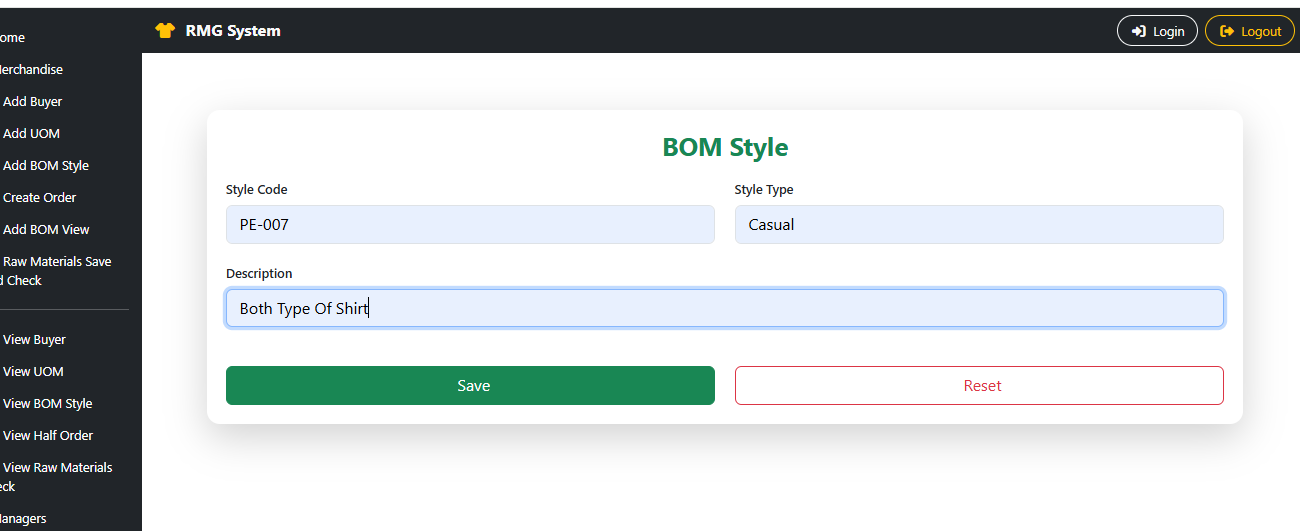 RMG System
Login
Logout
ome
erchandise
Add Buyer
Add UOM
Add BOM Style
Create Order
Add BOM View
Raw Materials Save
d Check
View Buyer
View UOM
View BOM Style
View Half Order
View Raw Materials
eck
anagers
BOM Style
Style Code
Style Type
PE-007
Casual
Description
Both Type Of Shirt
Save
Reset